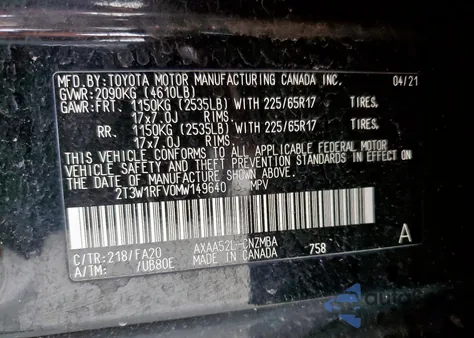 MFD.BY:TOYOTA MOTOR MANUFACTURING CANADA INC. 04/21
GVWR:2090KG (4610LB)
GAWR:FRT. 1150KG (2535LB) WITH 225/65R17 TIRES,
17x7.0J RIMS.
RR. 1150KG (2535LB) WITH 225/65R17 TIRES,
17x7.0J RIMS.
THIS VEHICLE CONFORMS TO ALL APPLICABLE FEDERAL MOTOR
VEHICLE SAFETY AND THEFT PREVENTION STANDARDS IN EFFECT ON
THE DATE OF MANUFACTURE SHOWN ABOVE.
2T3W1RFV0MW149640 MPV
C/TR:218/FA20 AXAA52L-CNZMBA A
A/TM: /UB80E MADE IN CANADA 758